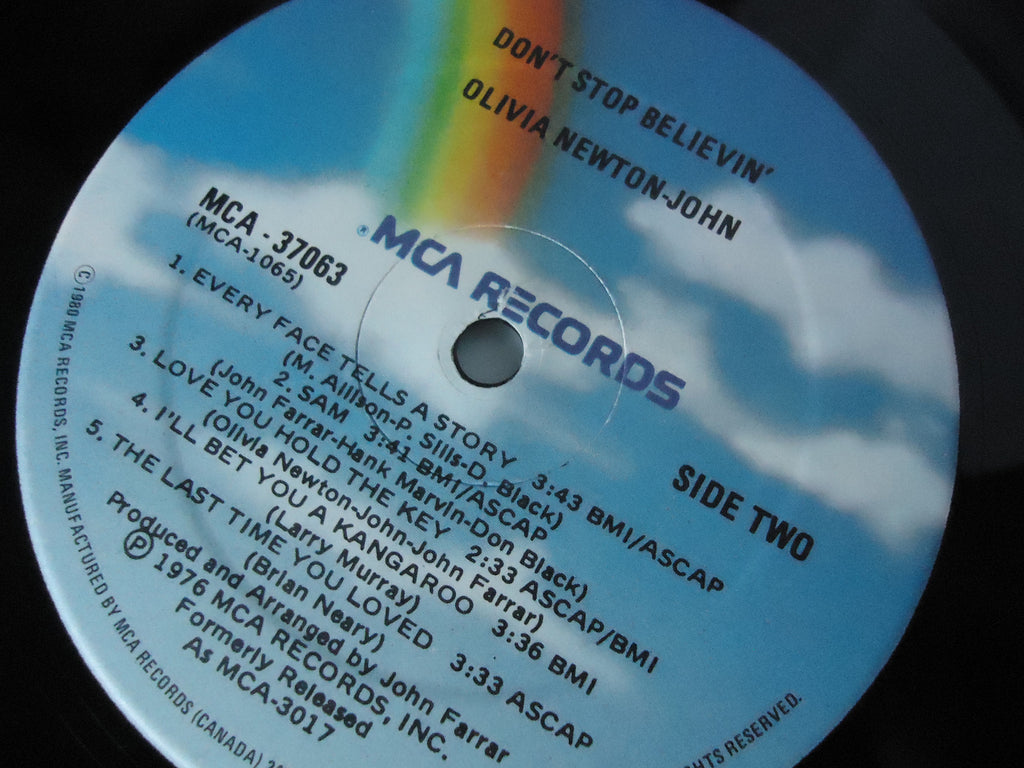 DON'T STOP BELIEVIN'
OLIVIA NEWTON-JOHN
MCA RECORDS®
MCA - 37063
(MCA-1065)
SIDE TWO
1. EVERY FACE TELLS A STORY 3:43 BMI/ASCAP
(M. Allison-P. Sills-D. Black)
2. SAM 3:41 BMI/ASCAP
(John Farrar-Hank Marvin-Don Black)
3. LOVE YOU HOLD THE KEY 2:33 ASCAP/BMI
(Olivia Newton-John-John Farrar)
4. I'LL BET YOU A KANGAROO 3:36 BMI
(Larry Murray)
5. THE LAST TIME YOU LOVED 3:33 ASCAP
(Brian Neary)
Produced and Arranged by John Farrar
Ⓟ 1976 MCA RECORDS, INC.
Formerly Released
As MCA-3017
©1980 MCA RECORDS, INC. MANUFACTURED BY MCA RECORDS (CANADA)
RESERVED.